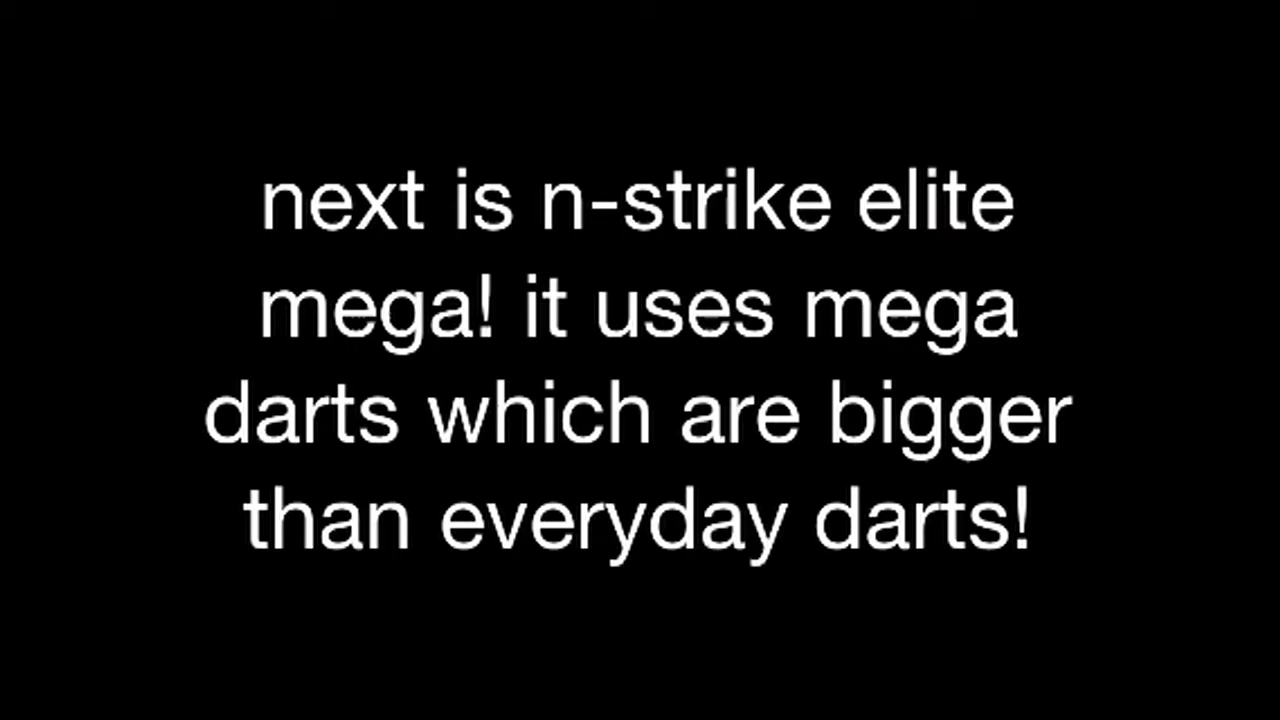 next is n-strike elite
mega! it uses mega
darts which are bigger
than everyday darts!